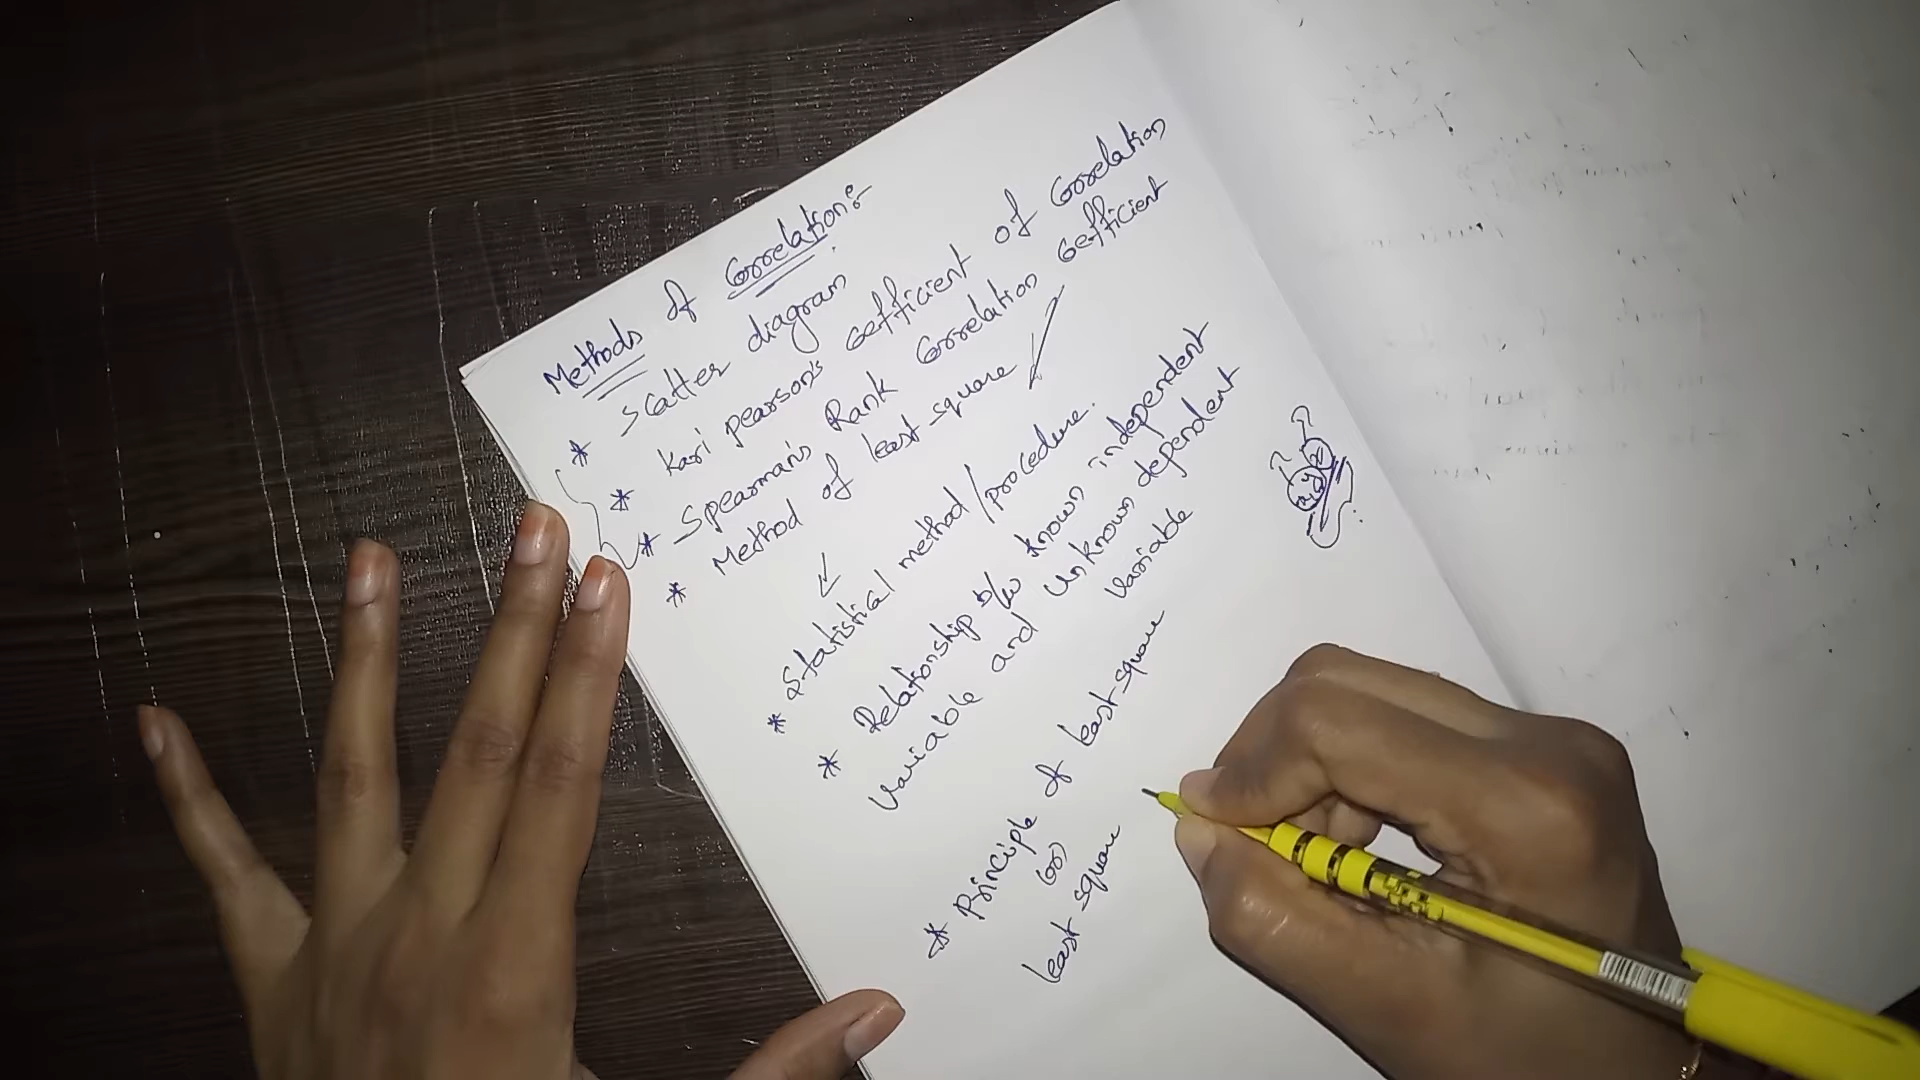 Methods of Correlation:-
* Scatter diagram
* Karl pearson's Coefficient of Correlation
* Spearman's Rank Correlation Coefficient
* Method of least-square
* Statistical method/procedure.
* Relationship b/w known independent
variable and unknown dependent
variable
* Principle of least-square
(or)
least square